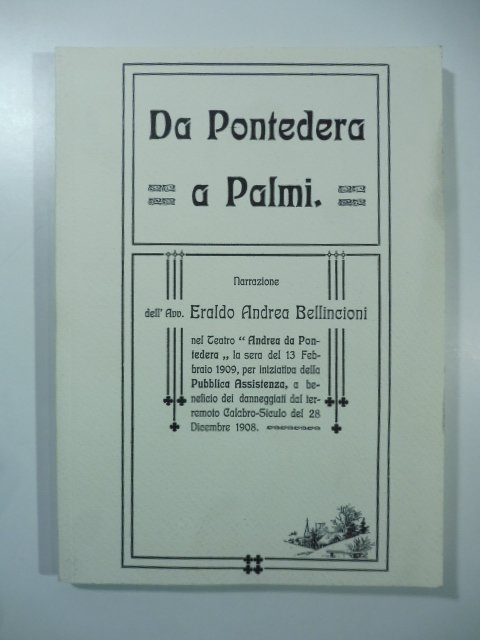 Da Pontedera
a Palmi.
Narrazione
dell' Avv. Eraldo Andrea Bellincioni
nel Teatro “ Andrea da Pon-
tedera „ la sera del 13 Feb-
braio 1909, per iniziativa della
Pubblica Assistenza, a be-
neficio dei danneggiati dal ter-
remoto Calabro-Siculo del 28
Dicembre 1908.